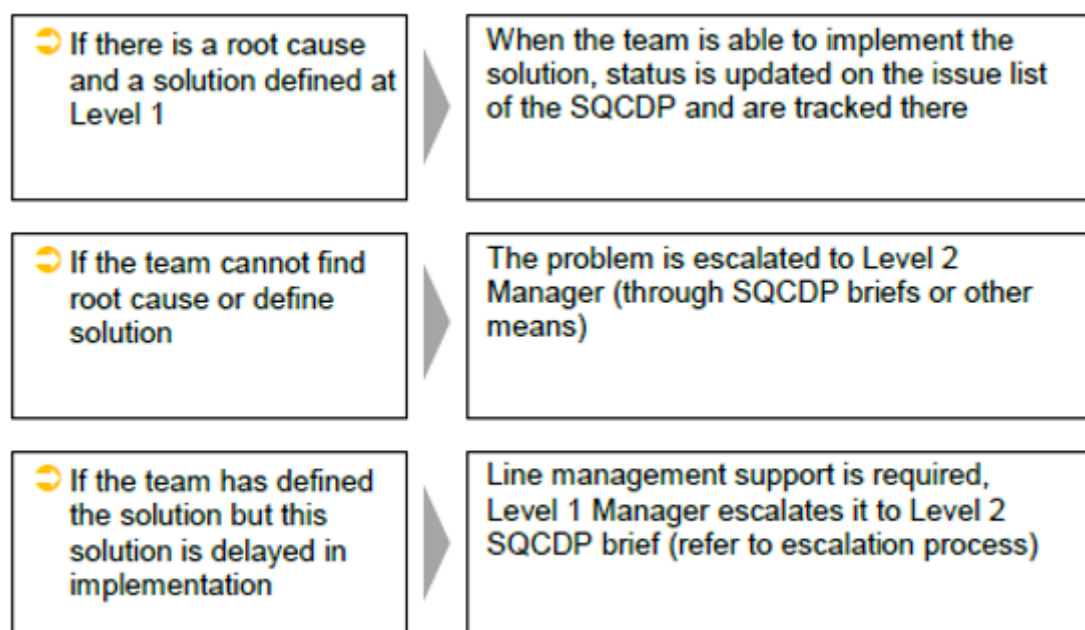 If there is a root cause
and a solution defined at
Level 1
When the team is able to implement the
solution, status is updated on the issue list
of the SQCDP and are tracked there
If the team cannot find
root cause or define
solution
The problem is escalated to Level 2
Manager (through SQCDP briefs or other
means)
If the team has defined
the solution but this
solution is delayed in
implementation
Line management support is required,
Level 1 Manager escalates it to Level 2
SQCDP brief (refer to escalation process)